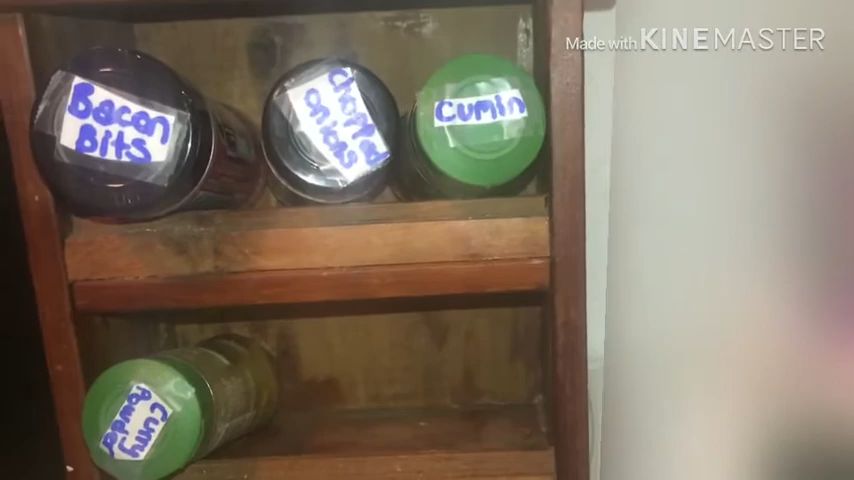 Made with KINEMASTER
Bacon
Bits
Chopped
onions
Cumin
Curry
Powder